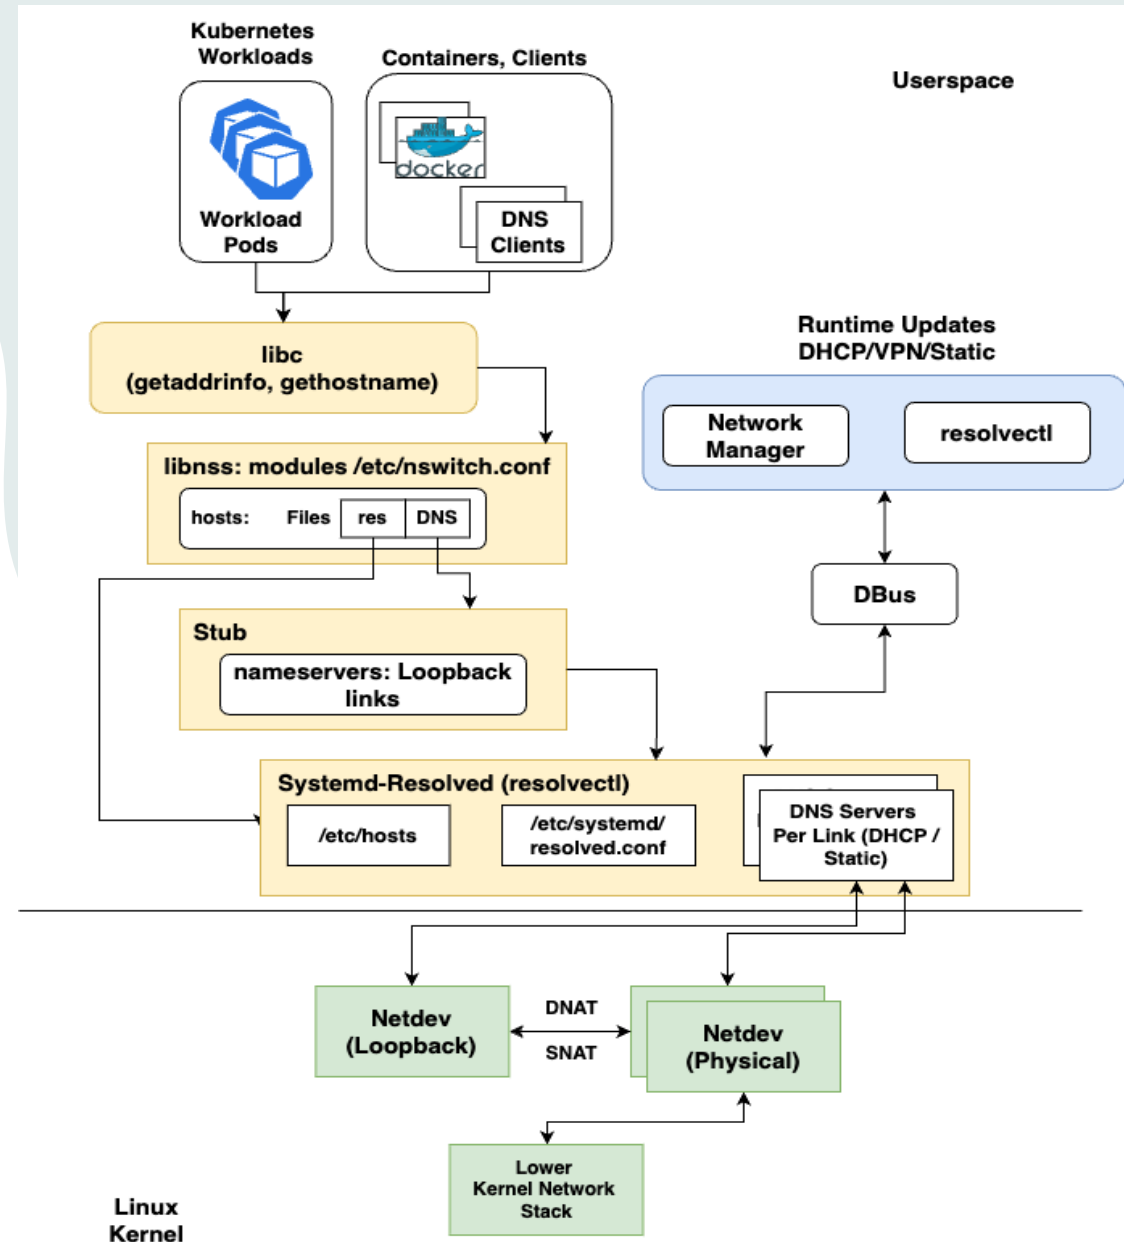 Kubernetes
Workloads
Containers, Clients
Userspace
docker
Workload
Pods
DNS
Clients
libc
(getaddrinfo, gethostname)
Runtime Updates
DHCP/VPN/Static
Network
Manager
resolvectl
libnss: modules /etc/nswitch.conf
hosts: Files res DNS
DBus
Stub
nameservers: Loopback
links
Systemd-Resolved (resolvectl)
/etc/hosts
/etc/systemd/
resolved.conf
DNS Servers
Per Link (DHCP /
Static)
Netdev
(Loopback)
DNAT
SNAT
Netdev
(Physical)
Lower
Kernel Network
Stack
Linux
Kernel